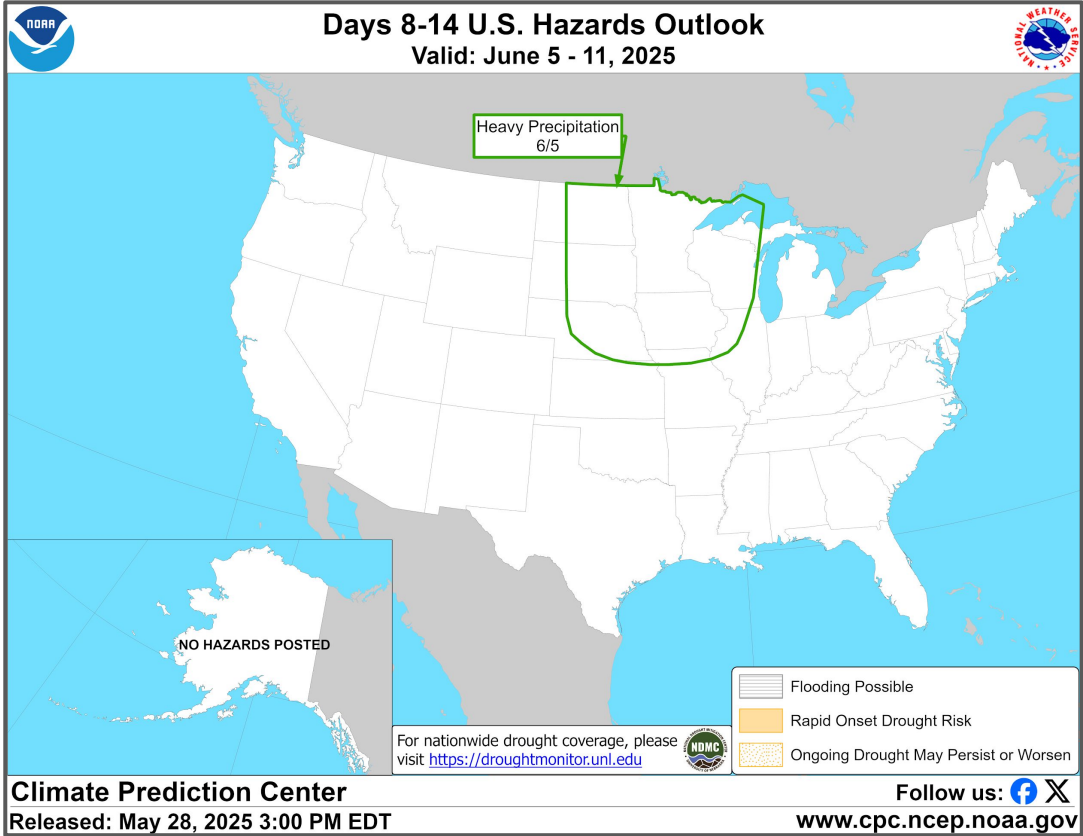 NOAA
Days 8-14 U.S. Hazards Outlook
Valid: June 5 - 11, 2025
NATIONAL WEATHER SERVICE
Heavy Precipitation
6/5
NO HAZARDS POSTED
For nationwide drought coverage, please
visit https://droughtmonitor.unl.edu
NDMC
Flooding Possible
Rapid Onset Drought Risk
Ongoing Drought May Persist or Worsen
Climate Prediction Center
Follow us:
Released: May 28, 2025 3:00 PM EDT
www.cpc.ncep.noaa.gov